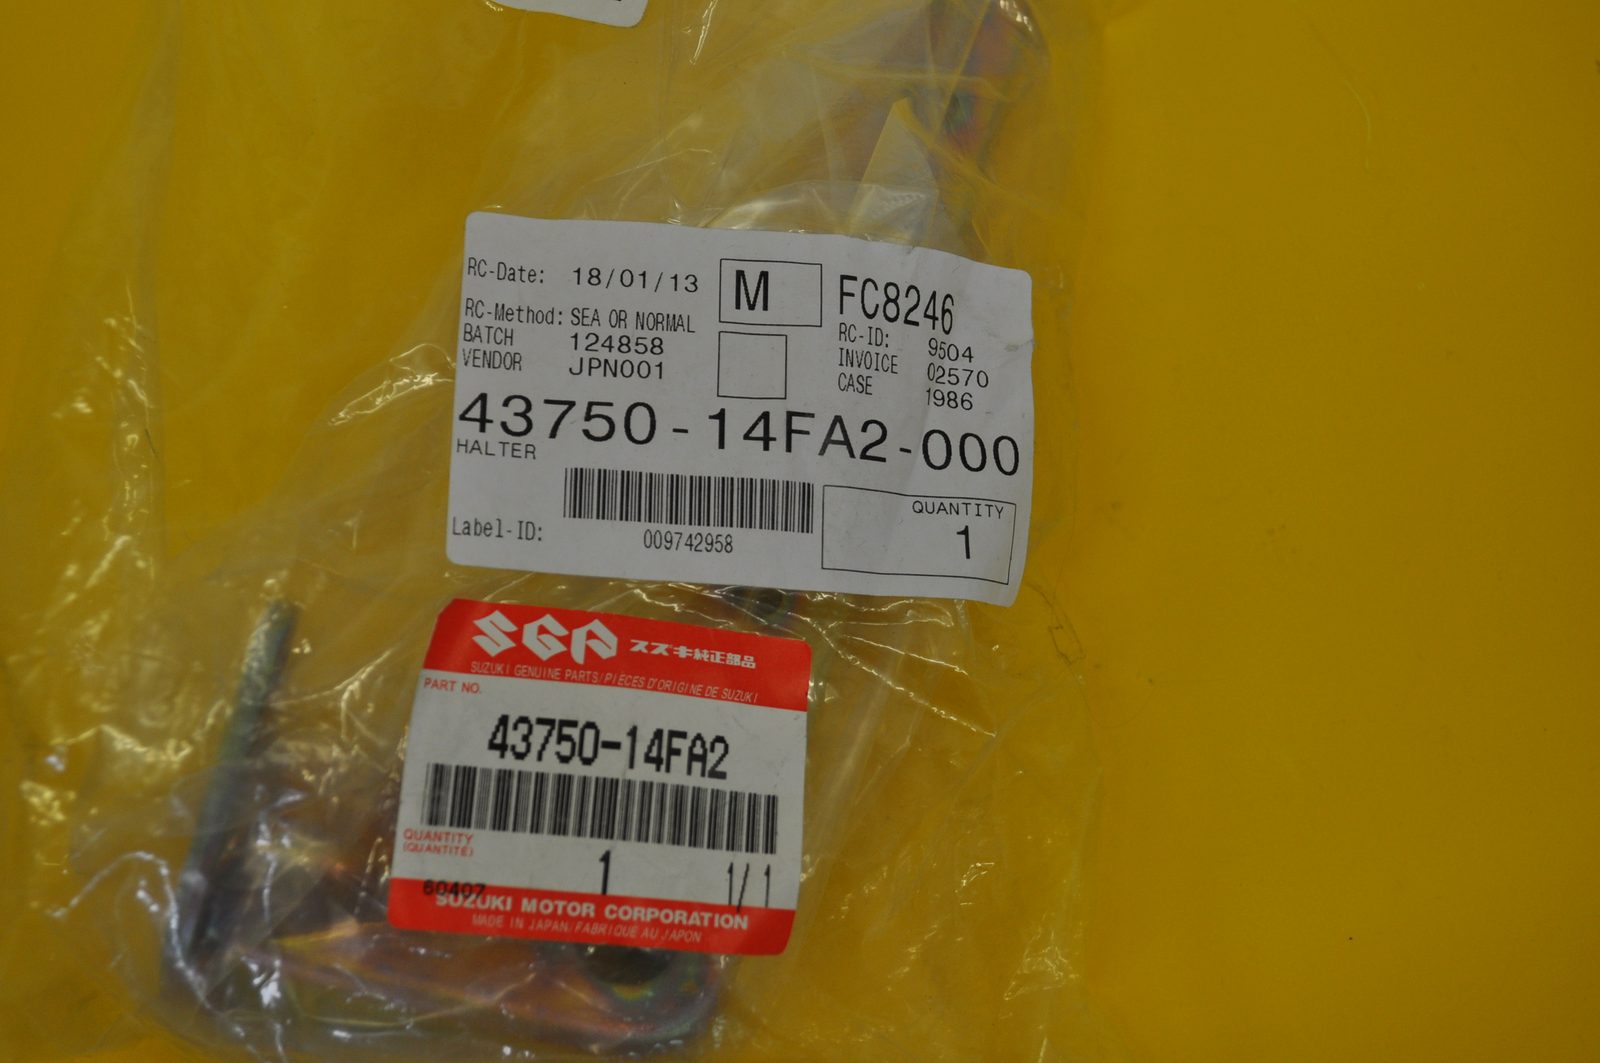 RC-Date: 18/01/13 M FC8246
RC-Method: SEA OR NORMAL RC-ID: 9504
BATCH 124858 INVOICE 02570
VENDOR JPN001 CASE 1986
43750-14FA2-000
HALTER
QUANTITY
1
Label-ID: 009742958
SGP スズキ純正部品
SUZUKI GENUINE PARTS/PIÈCES D'ORIGINE DE SUZUKI
PART NO.
43750-14FA2
QUANTITY
(QUANTITÉ)
1 1/1
60407
SUZUKI MOTOR CORPORATION
MADE IN JAPAN/FABRIQUÉ AU JAPON